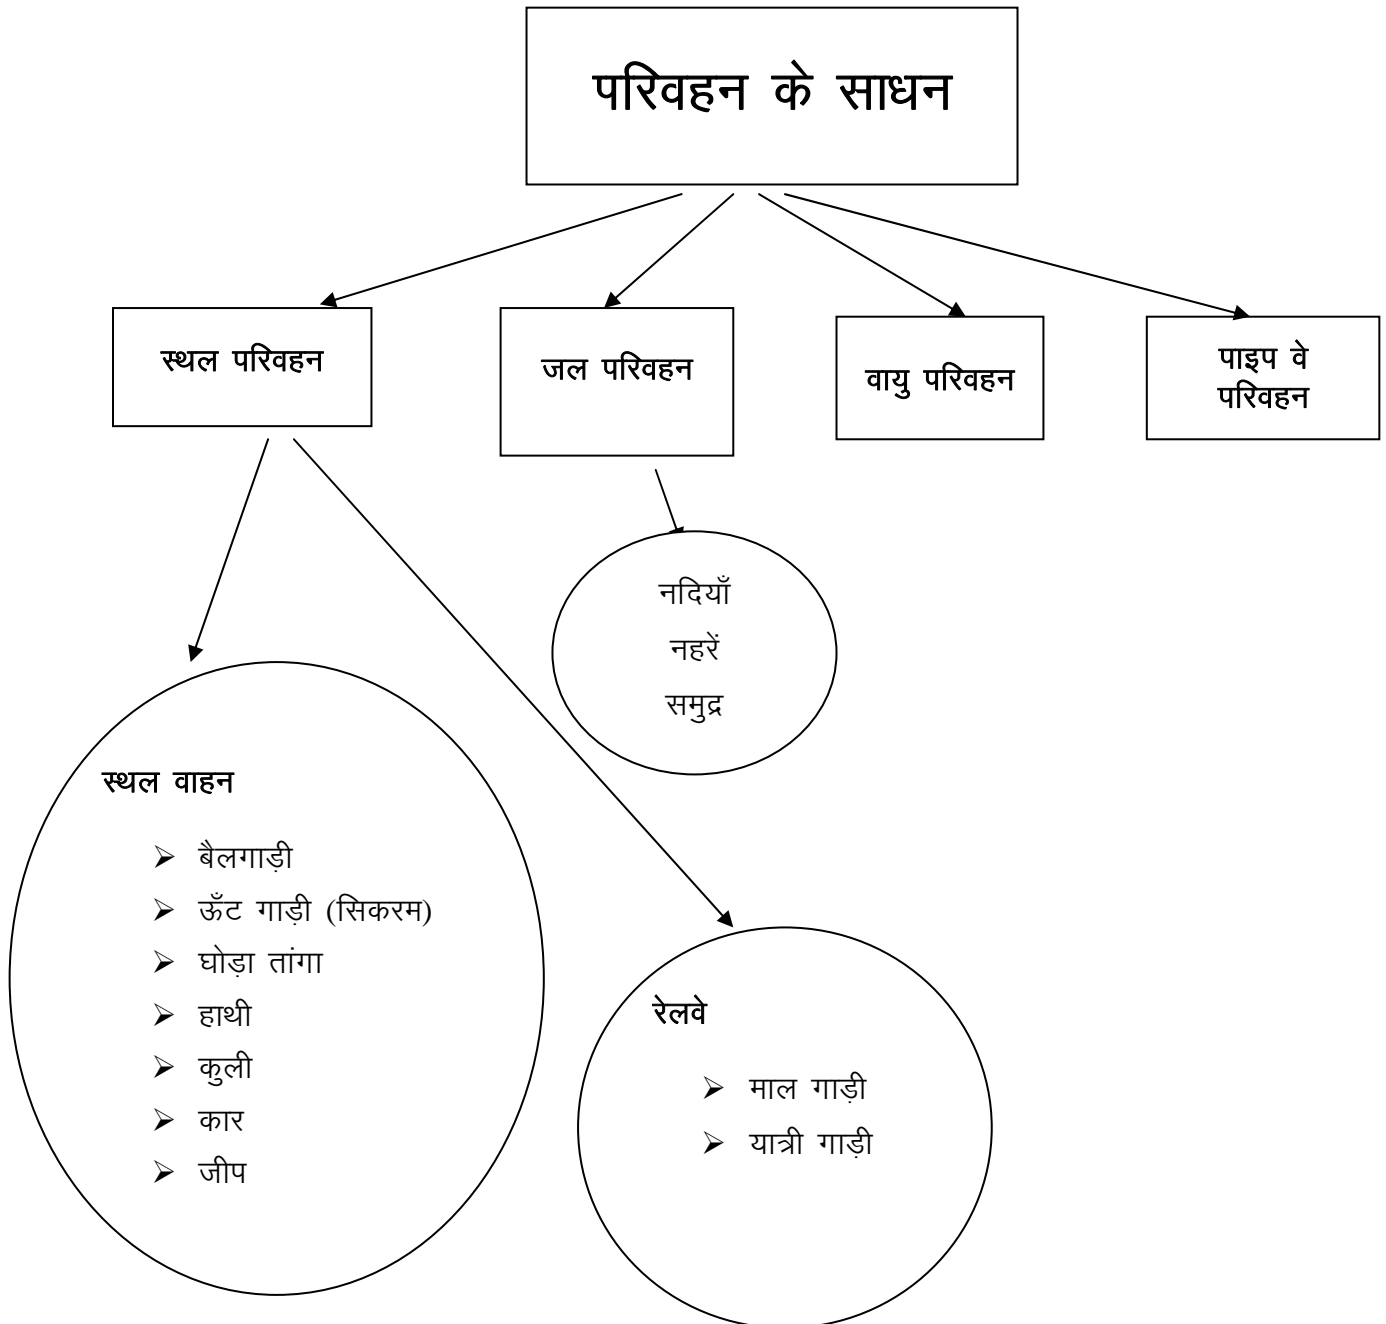 परिवहन के साधन
स्थल परिवहन
जल परिवहन
वायु परिवहन
पाइप वे
परिवहन
नदियाँ
नहरें
समुद्र
स्थल वाहन
➢ बैलगाड़ी
➢ ऊँट गाड़ी (सिकरम)
➢ घोड़ा तांगा
➢ हाथी
➢ कुली
➢ कार
➢ जीप
रेलवे
➢ माल गाड़ी
➢ यात्री गाड़ी